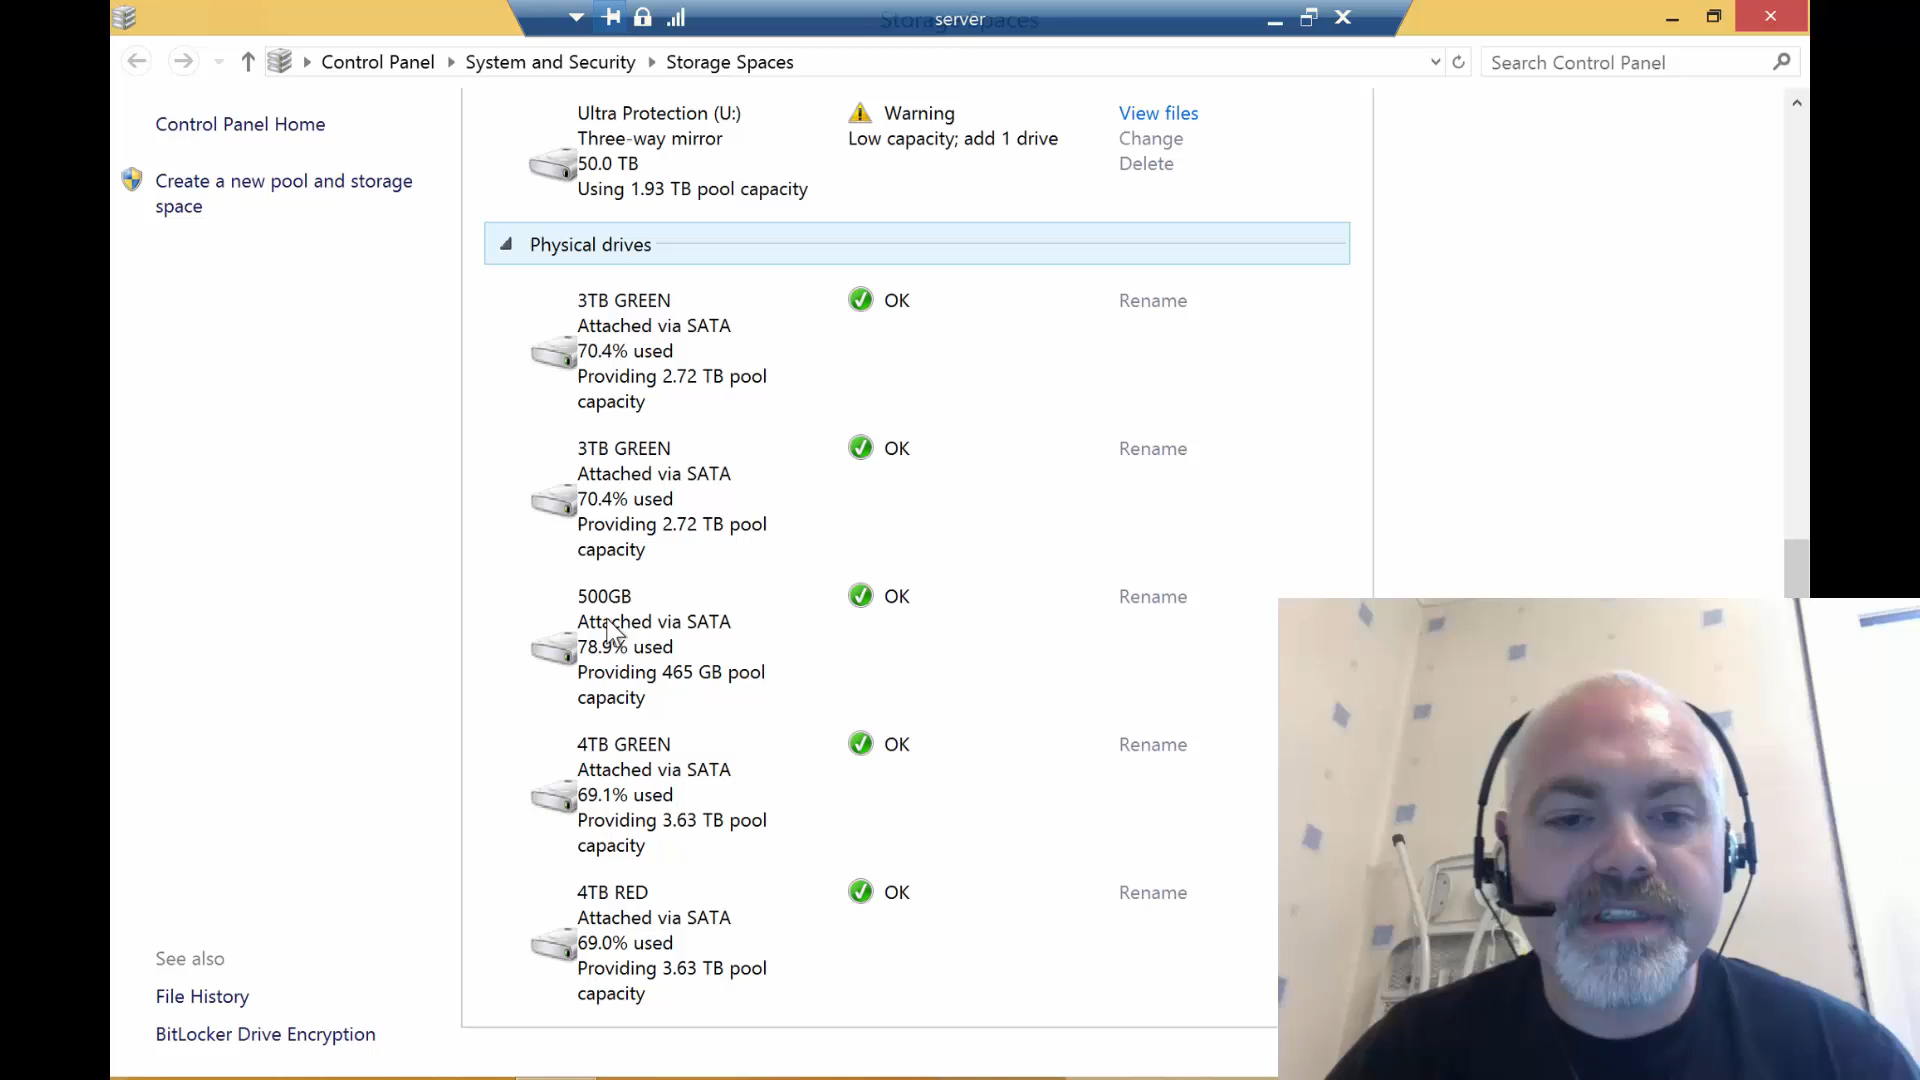 Storage Spaces
server
Control Panel
System and Security
Storage Spaces
Search Control Panel
Control Panel Home
Create a new pool and storage
space
Ultra Protection (U:)
Three-way mirror
50.0 TB
Using 1.93 TB pool capacity
Warning
Low capacity; add 1 drive
View files
Change
Delete
Physical drives
3TB GREEN
Attached via SATA
70.4% used
Providing 2.72 TB pool
capacity
OK
Rename
3TB GREEN
Attached via SATA
70.4% used
Providing 2.72 TB pool
capacity
OK
Rename
500GB
Attached via SATA
78.9% used
Providing 465 GB pool
capacity
OK
Rename
4TB GREEN
Attached via SATA
69.1% used
Providing 3.63 TB pool
capacity
OK
Rename
4TB RED
Attached via SATA
69.0% used
Providing 3.63 TB pool
capacity
OK
Rename
See also
File History
BitLocker Drive Encryption